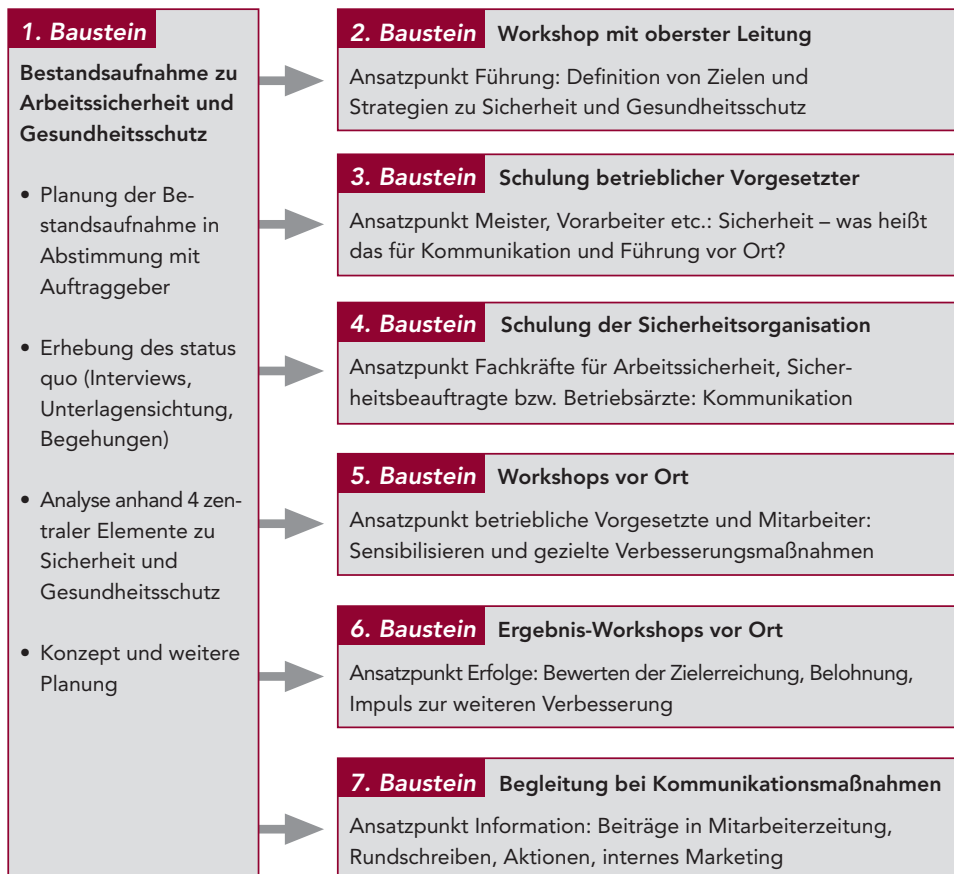 1. Baustein
Bestandsaufnahme zu
Arbeitssicherheit und
Gesundheitsschutz
• Planung der Be-
standsaufnahme in
Abstimmung mit
Auftraggeber
• Erhebung des status
quo (Interviews,
Unterlagensichtung,
Begehungen)
• Analyse anhand 4 zen-
traler Elemente zu
Sicherheit und
Gesundheitsschutz
• Konzept und weitere
Planung
2. Baustein Workshop mit oberster Leitung
Ansatzpunkt Führung: Definition von Zielen und
Strategien zu Sicherheit und Gesundheitsschutz
3. Baustein Schulung betrieblicher Vorgesetzter
Ansatzpunkt Meister, Vorarbeiter etc.: Sicherheit – was heißt
das für Kommunikation und Führung vor Ort?
4. Baustein Schulung der Sicherheitsorganisation
Ansatzpunkt Fachkräfte für Arbeitssicherheit, Sicher-
heitsbeauftragte bzw. Betriebsärzte: Kommunikation
5. Baustein Workshops vor Ort
Ansatzpunkt betriebliche Vorgesetzte und Mitarbeiter:
Sensibilisieren und gezielte Verbesserungsmaßnahmen
6. Baustein Ergebnis-Workshops vor Ort
Ansatzpunkt Erfolge: Bewerten der Zielerreichung, Belohnung,
Impuls zur weiteren Verbesserung
7. Baustein Begleitung bei Kommunikationsmaßnahmen
Ansatzpunkt Information: Beiträge in Mitarbeiterzeitung,
Rundschreiben, Aktionen, internes Marketing